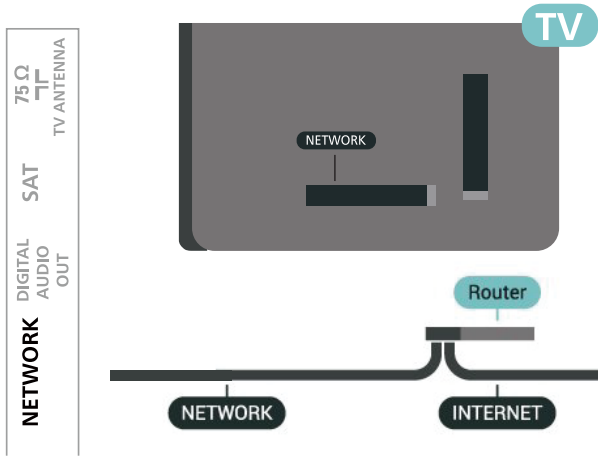 TV
75 Ω
TV ANTENNA
SAT
DIGITAL
AUDIO
OUT
NETWORK
NETWORK
Router
NETWORK
INTERNET